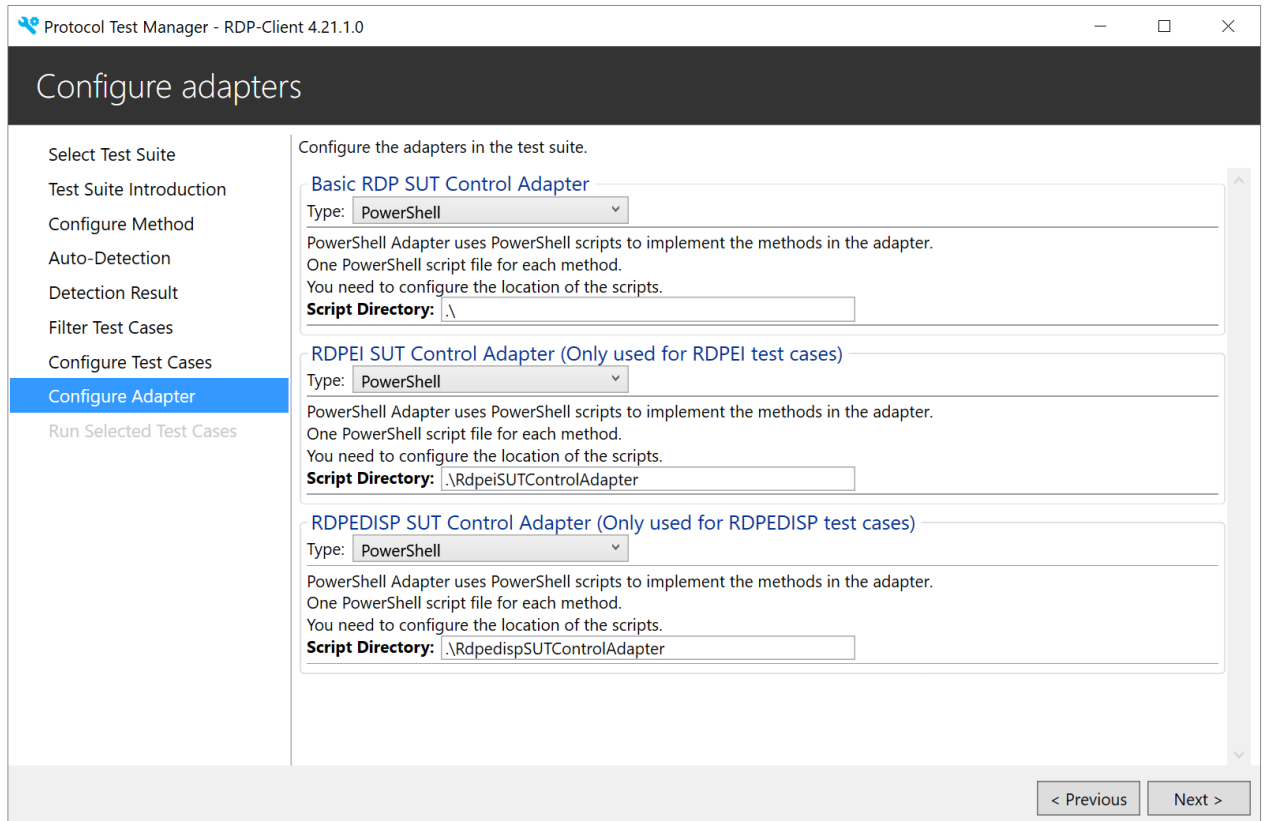 Protocol Test Manager - RDP-Client 4.21.1.0
Configure adapters
Select Test Suite
Test Suite Introduction
Configure Method
Auto-Detection
Detection Result
Filter Test Cases
Configure Test Cases
Configure Adapter
Run Selected Test Cases
Configure the adapters in the test suite.
Basic RDP SUT Control Adapter
Type: PowerShell
PowerShell Adapter uses PowerShell scripts to implement the methods in the adapter.
One PowerShell script file for each method.
You need to configure the location of the scripts.
Script Directory: .\
RDPEI SUT Control Adapter (Only used for RDPEI test cases)
Type: PowerShell
PowerShell Adapter uses PowerShell scripts to implement the methods in the adapter.
One PowerShell script file for each method.
You need to configure the location of the scripts.
Script Directory: .\RdpeiSUTControlAdapter
RDPEDISP SUT Control Adapter (Only used for RDPEDISP test cases)
Type: PowerShell
PowerShell Adapter uses PowerShell scripts to implement the methods in the adapter.
One PowerShell script file for each method.
You need to configure the location of the scripts.
Script Directory: .\RdpedispSUTControlAdapter
< Previous
Next >